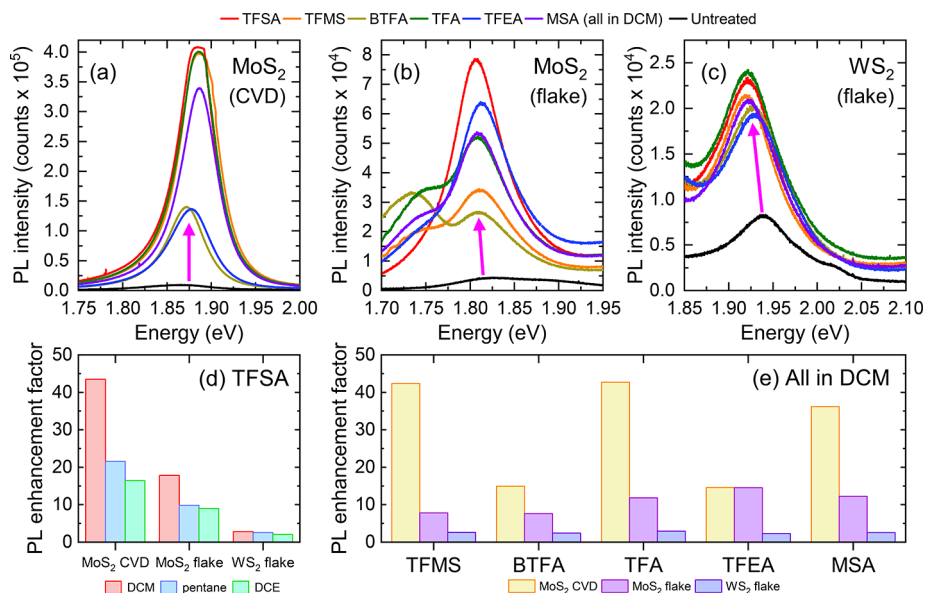 TFSA TFMS BTFA TFA TFEA MSA (all in DCM) Untreated
(a) MoS₂ (CVD)
PL intensity (counts x 10⁵)
4.0
3.5
3.0
2.5
2.0
1.5
1.0
0.5
0.0
1.75 1.80 1.85 1.90 1.95 2.00
Energy (eV)
(b) MoS₂ (flake)
PL intensity (counts x 10⁴)
8
7
6
5
4
3
2
1
0
1.70 1.75 1.80 1.85 1.90 1.95
Energy (eV)
(c) WS₂ (flake)
PL intensity (counts x 10⁴)
2.5
2.0
1.5
1.0
0.5
0.0
1.85 1.90 1.95 2.00 2.05 2.10
Energy (eV)
(d) TFSA
PL enhancement factor
50
40
30
20
10
0
MoS₂ CVD MoS₂ flake WS₂ flake
DCM pentane DCE
(e) All in DCM
PL enhancement factor
50
40
30
20
10
0
TFMS BTFA TFA TFEA MSA
MoS₂ CVD MoS₂ flake WS₂ flake